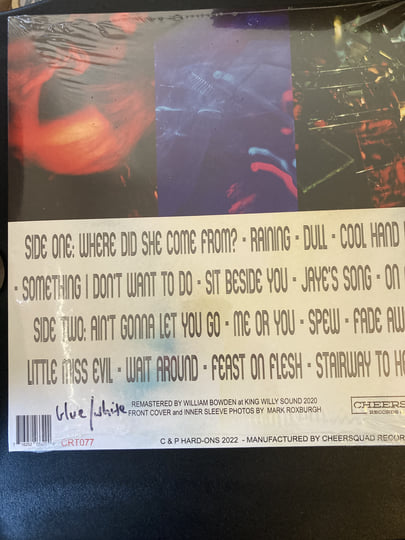 SIDE ONE: WHERE DID SHE COME FROM? - RAINING - DULL - COOL HAND
- SOMETHING I DON'T WANT TO DO - SIT BESIDE YOU - JAYE'S SONG - ON
SIDE TWO: AIN'T GONNA LET YOU GO - ME OR YOU - SPEW - FADE AW
LITTLE MISS EVIL - WAIT AROUND - FEAST ON FLESH - STAIRWAY TO HE
blue/white
REMASTERED BY WILLIAM BOWDEN at KING WILLY SOUND 2020
FRONT COVER and INNER SLEEVE PHOTOS BY MARK ROXBURGH
CHEERS
RECORDS
CRT077
C & P HARD-ONS 2022 - MANUFACTURED BY CHEERSQUAD RECOR